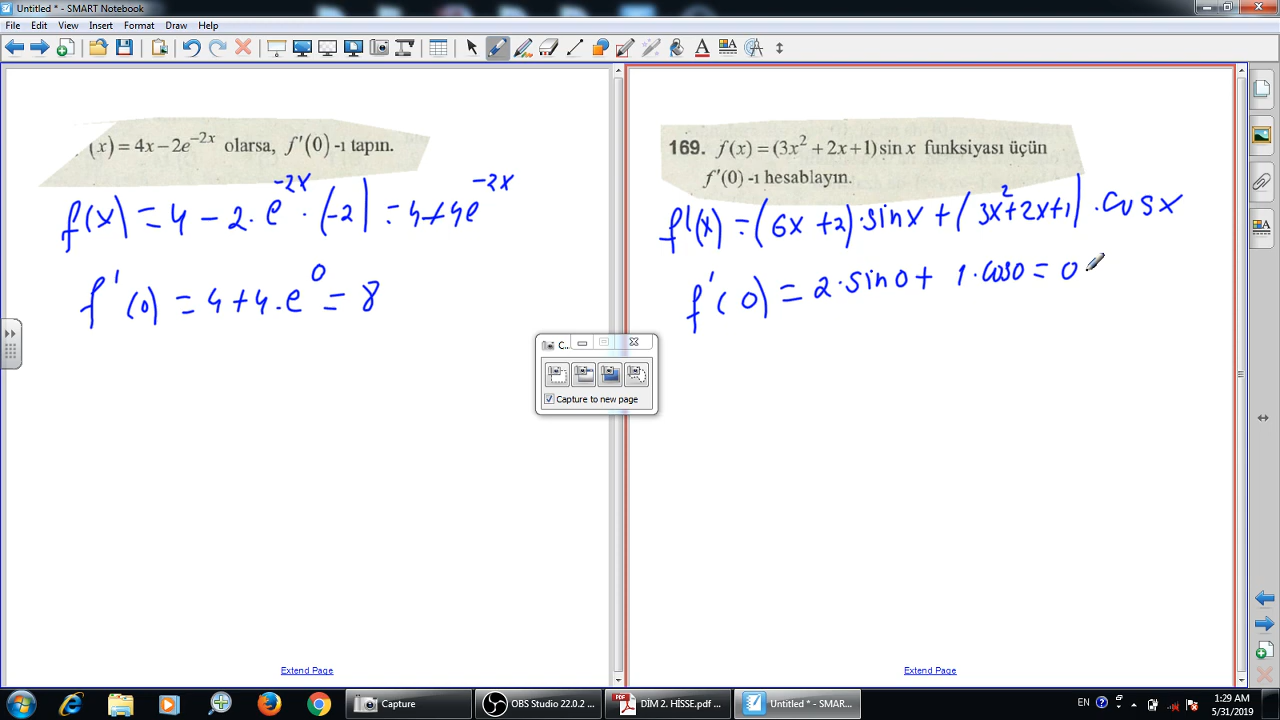 Untitled * - SMART Notebook
File Edit View Insert Format Draw Help
(x) = 4x − 2e^{−2x} olarsa, f′(0) -ı tapın.
f(x) = 4 − 2 · e^{−2x} · (−2) = 4 + 4e^{−2x}
f′(0) = 4 + 4 · e^0 = 8
Extend Page
169. f(x) = (3x² + 2x + 1) sin x funksiyası üçün
f′(0) -ı hesablayın.
f′(x) = (6x + 2) · sinx + (3x² + 2x + 1) · cosx
f′(0) = 2 · sin0 + 1 · cos0 = 0
Extend Page
C...
Capture to new page
Capture
OBS Studio 22.0.2 ...
DİM 2. HİSSE.pdf ...
Untitled * - SMAR...
EN
1:29 AM
5/31/2019